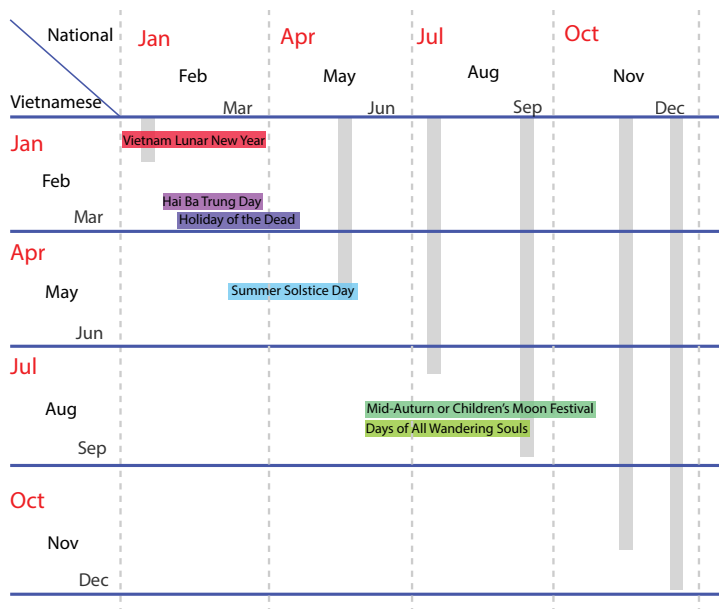 National
Jan Apr Jul Oct
Feb May Aug Nov
Vietnamese Mar Jun Sep Dec
Jan
Vietnam Lunar New Year
Feb
Hai Ba Trung Day
Mar
Holiday of the Dead
Apr
May
Summer Solstice Day
Jun
Jul
Aug
Mid-Auturn or Children's Moon Festival
Days of All Wandering Souls
Sep
Oct
Nov
Dec